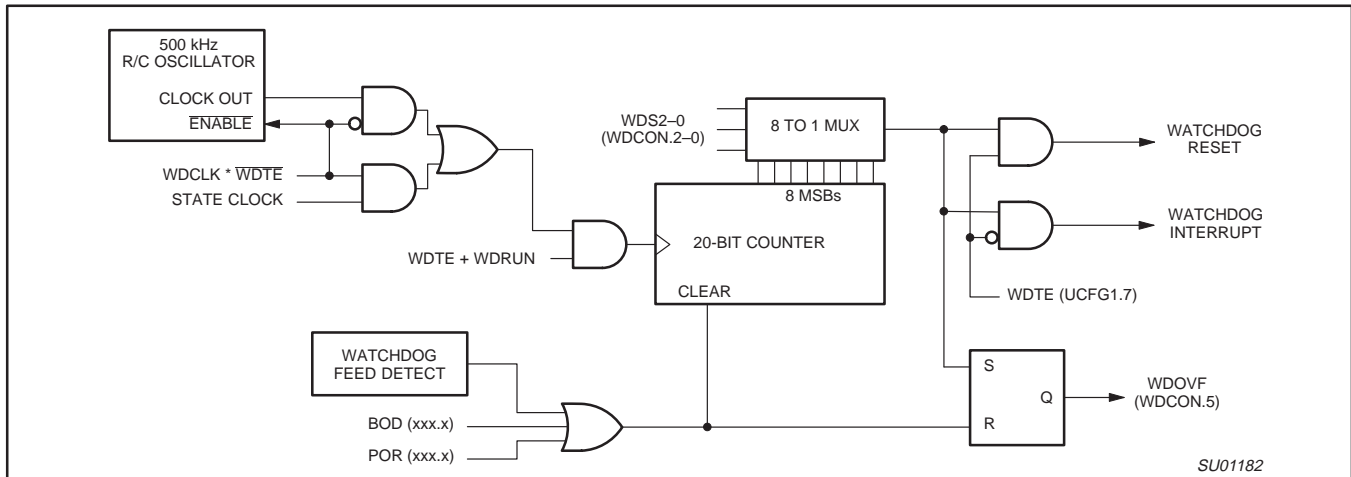 500 kHz
R/C OSCILLATOR
CLOCK OUT
ENABLE
WDCLK * WDTE
STATE CLOCK
WDTE + WDRUN
WDS2–0
(WDCON.2–0)
8 TO 1 MUX
8 MSBs
20-BIT COUNTER
CLEAR
WATCHDOG
RESET
WATCHDOG
INTERRUPT
WDTE (UCFG1.7)
WATCHDOG
FEED DETECT
BOD (xxx.x)
POR (xxx.x)
S
Q
R
WDOVF
(WDCON.5)
SU01182